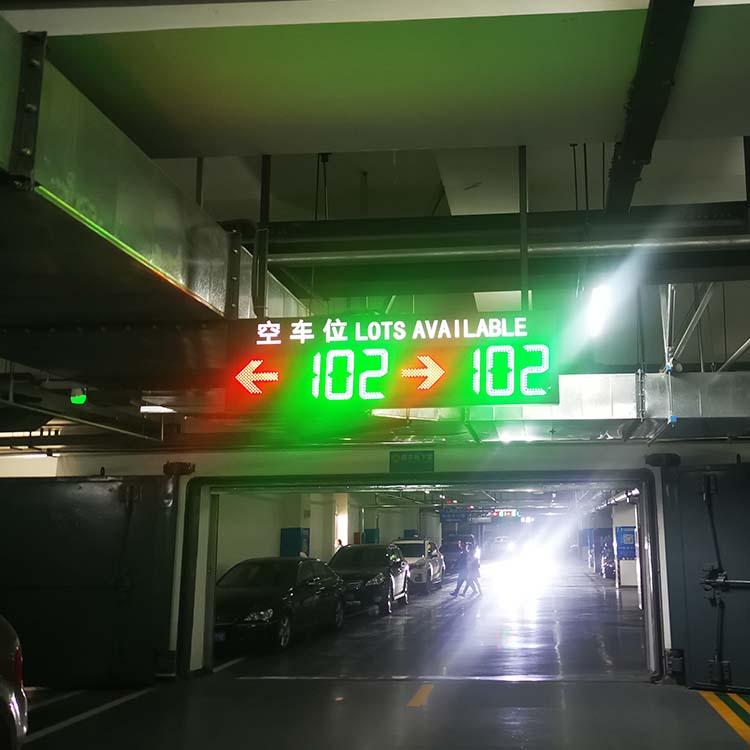 空车位 LOTS AVAILABLE
← 102 → 102